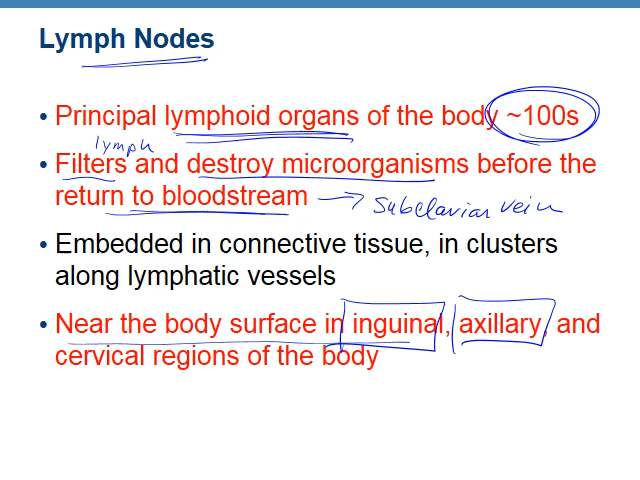 Lymph Nodes
• Principal lymphoid organs of the body ~100s
lymph
• Filters and destroy microorganisms before the
return to bloodstream → Subclavian vein
• Embedded in connective tissue, in clusters
along lymphatic vessels
• Near the body surface in inguinal, axillary, and
cervical regions of the body